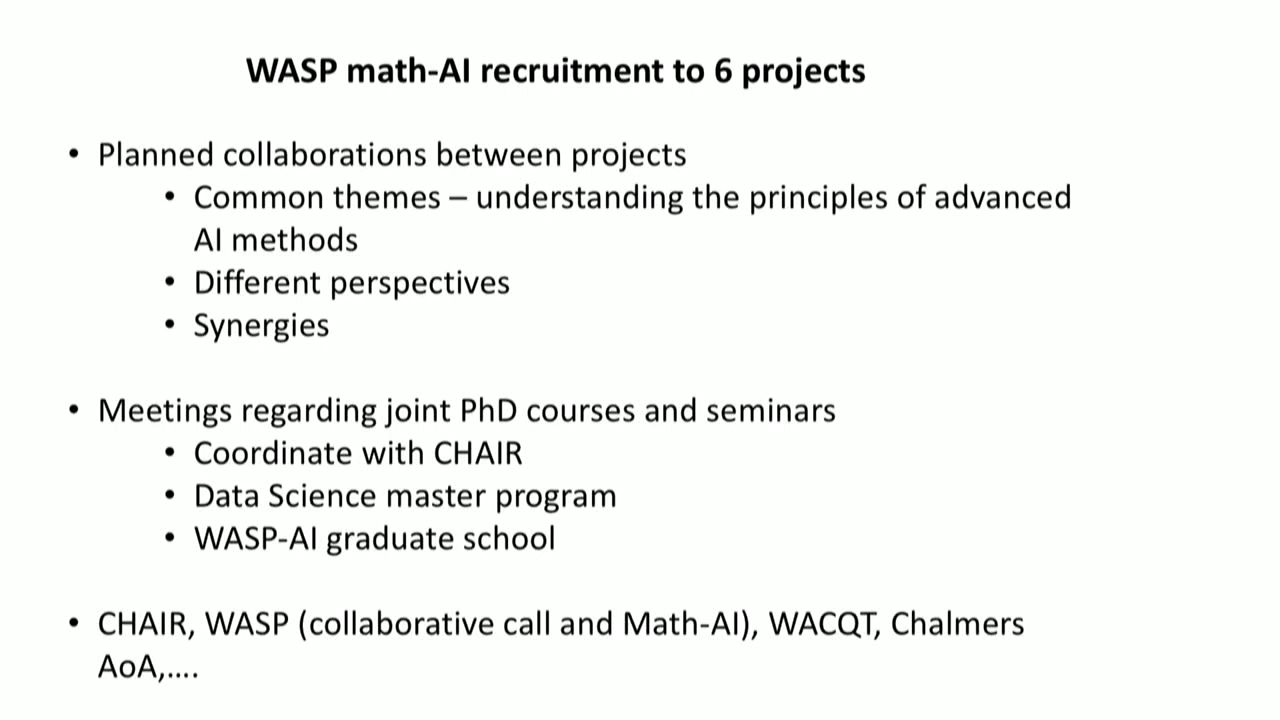 WASP math-AI recruitment to 6 projects
• Planned collaborations between projects
• Common themes – understanding the principles of advanced
AI methods
• Different perspectives
• Synergies
• Meetings regarding joint PhD courses and seminars
• Coordinate with CHAIR
• Data Science master program
• WASP-AI graduate school
• CHAIR, WASP (collaborative call and Math-AI), WACQT, Chalmers
AoA,….